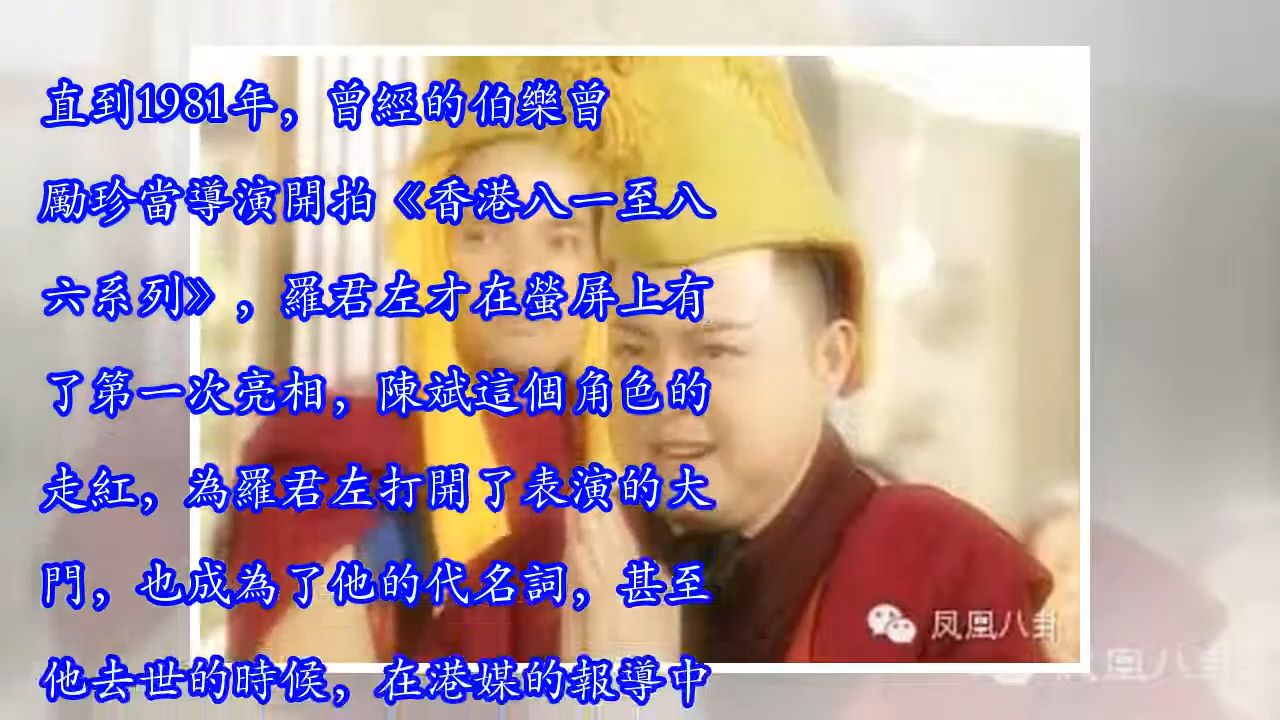 直到1981年，曾經的伯樂曾
勵珍當導演開拍《香港八一至八
六系列》，羅君左才在螢屏上有
了第一次亮相，陳斌這個角色的
走紅，為羅君左打開了表演的大
門，也成為了他的代名詞，甚至
他去世的時候，在港媒的報導中
凤凰八卦